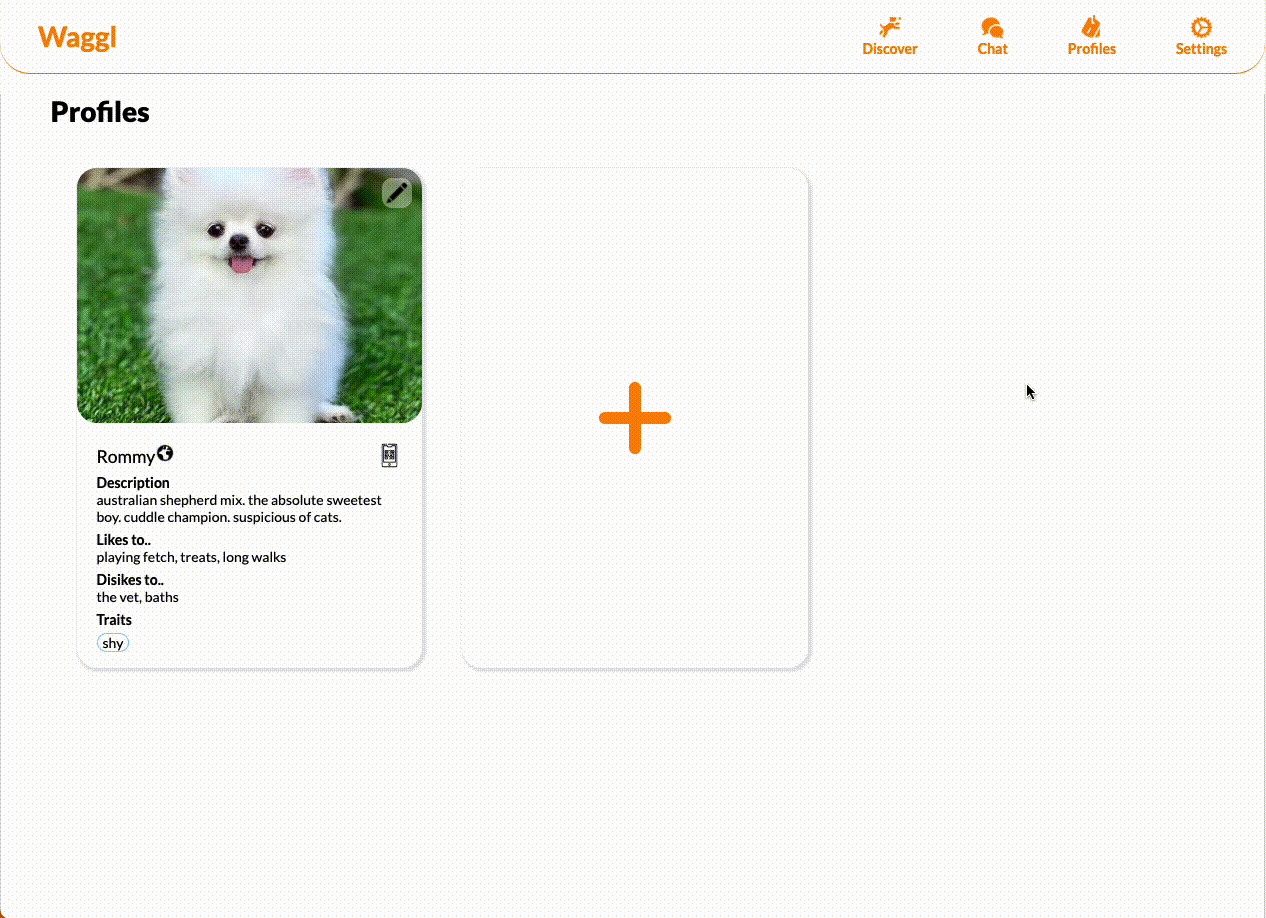 Waggl
Discover
Chat
Profiles
Settings
Profiles
Rommy
Description
australian shepherd mix. the absolute sweetest
boy. cuddle champion. suspicious of cats.
Likes to..
playing fetch, treats, long walks
Disikes to..
the vet, baths
Traits
shy